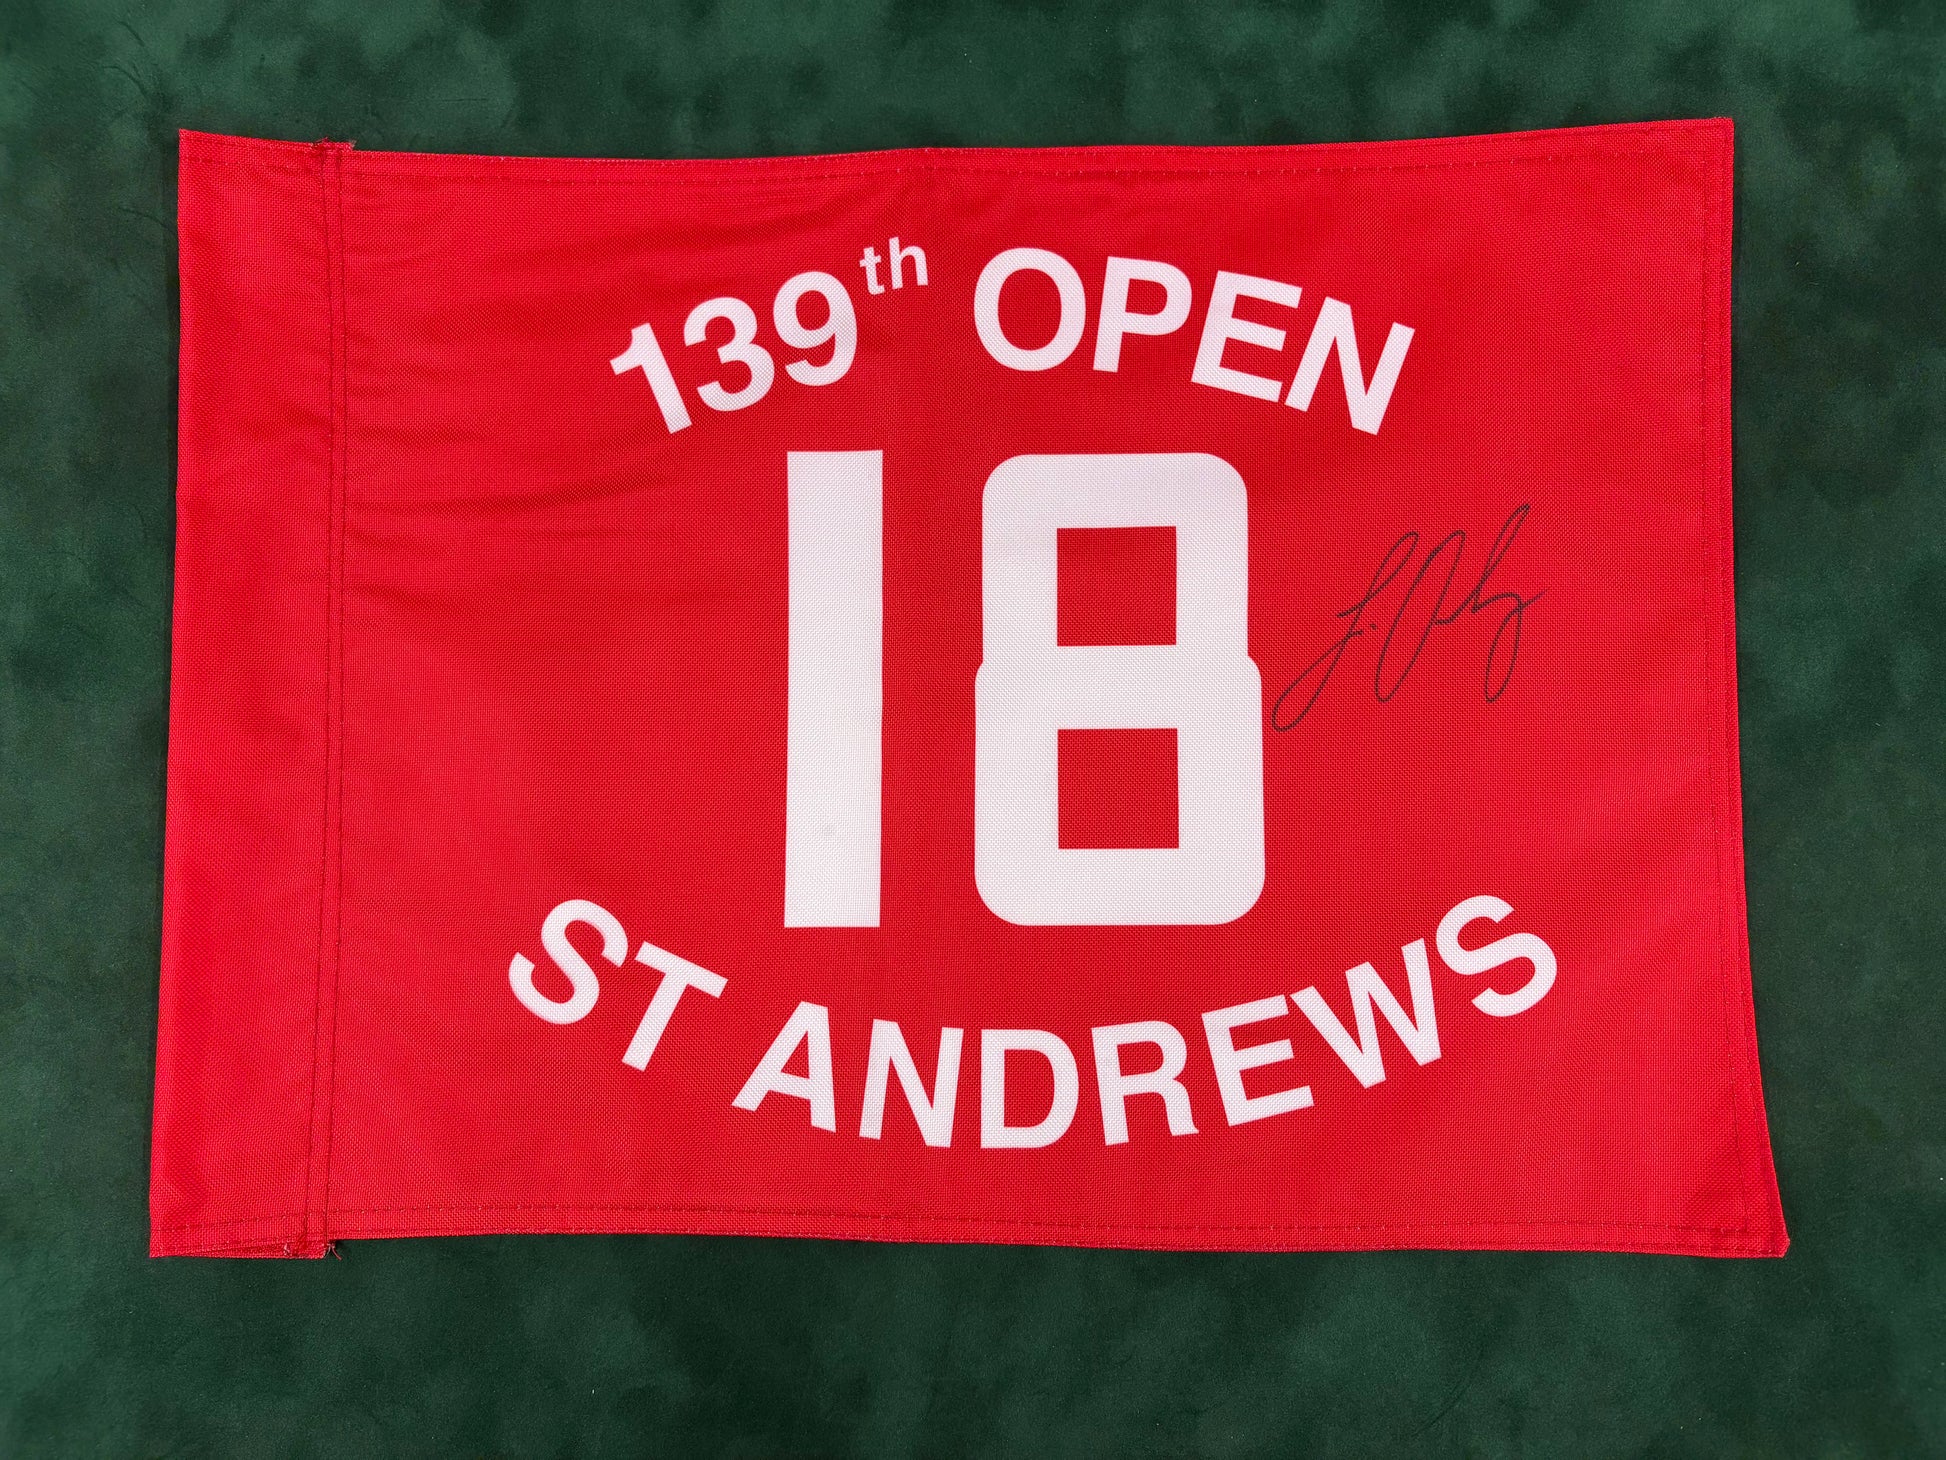 139th OPEN
18
ST ANDREWS